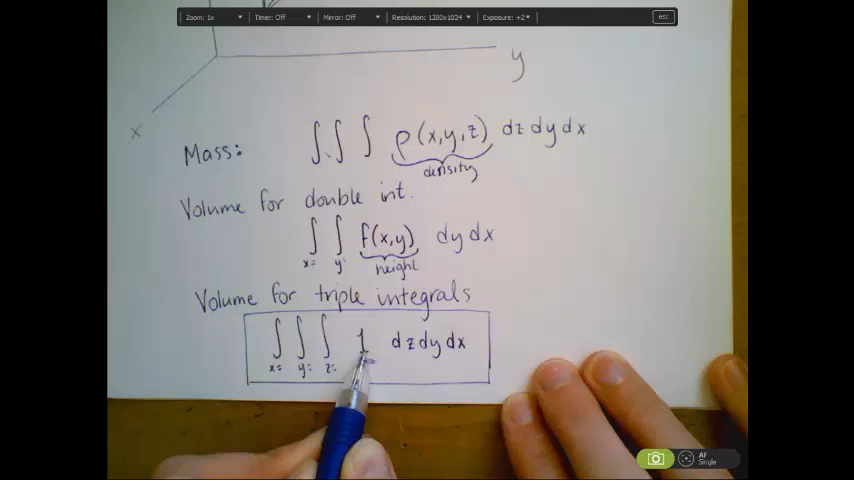 Zoom: 1x Timer: Off Mirror: Off Resolution: 1280x1024 Exposure: +2 esc
y
x
Mass: ∫∫∫ ρ(x,y,z) dz dy dx
density
Volume for double int.
∫∫ f(x,y) dy dx
x= y= height
Volume for triple integrals
∫∫∫ 1 dz dy dx
x= y= z=
AF
Single